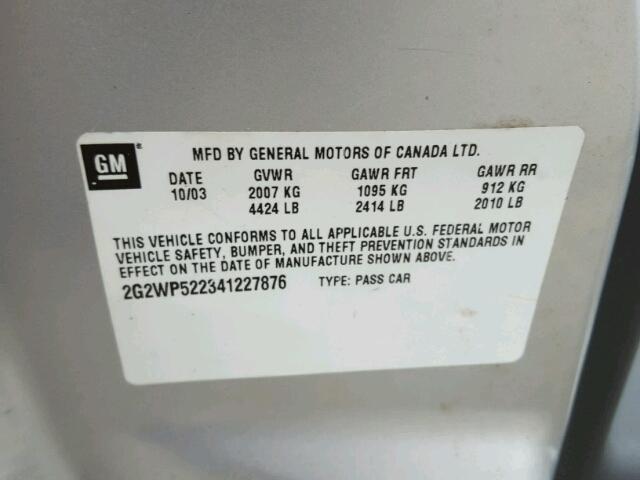 GM
MFD BY GENERAL MOTORS OF CANADA LTD.
DATE GVWR GAWR FRT GAWR RR
10/03 2007 KG 1095 KG 912 KG
4424 LB 2414 LB 2010 LB
THIS VEHICLE CONFORMS TO ALL APPLICABLE U.S. FEDERAL MOTOR
VEHICLE SAFETY, BUMPER, AND THEFT PREVENTION STANDARDS IN
EFFECT ON THE DATE OF MANUFACTURE SHOWN ABOVE.
2G2WP522341227876 TYPE: PASS CAR